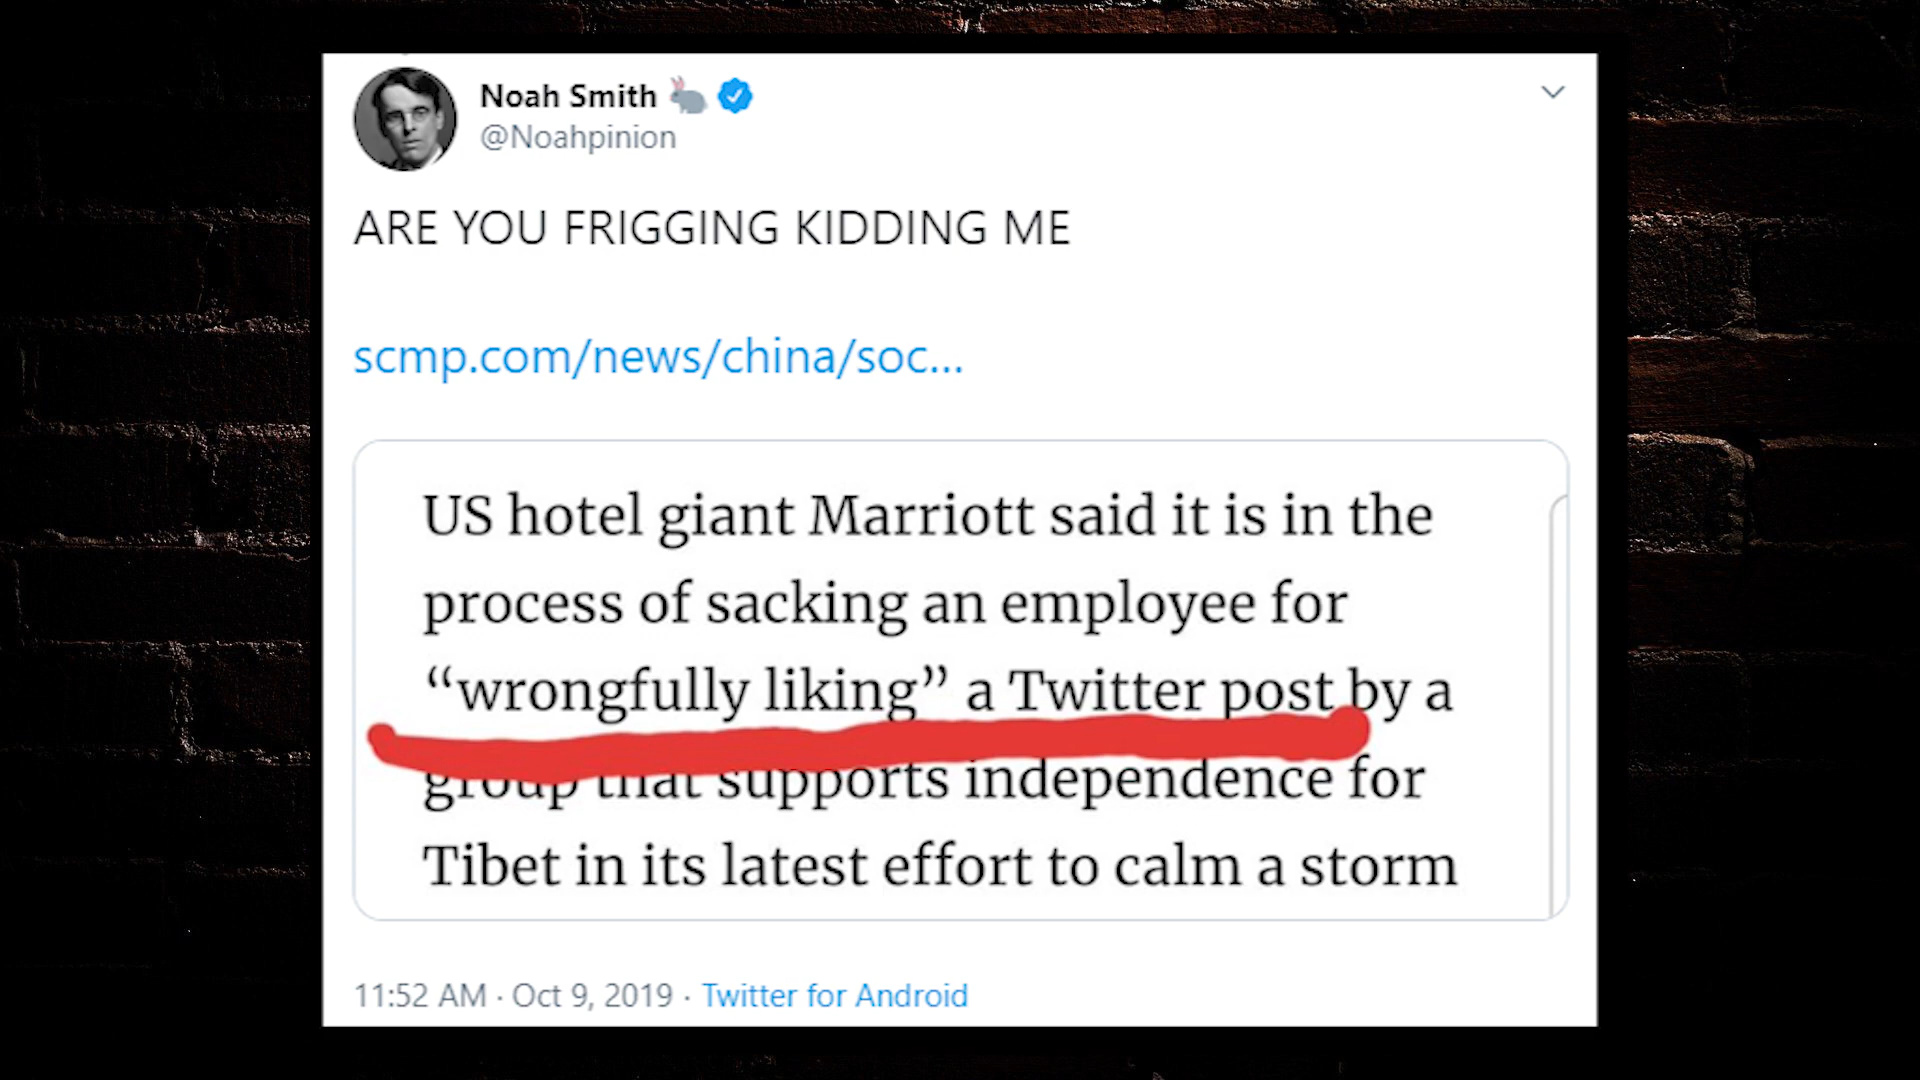 Noah Smith
@Noahpinion
ARE YOU FRIGGING KIDDING ME
scmp.com/news/china/soc...
US hotel giant Marriott said it is in the
process of sacking an employee for
“wrongfully liking” a Twitter post by a
group that supports independence for
Tibet in its latest effort to calm a storm
11:52 AM · Oct 9, 2019 · Twitter for Android